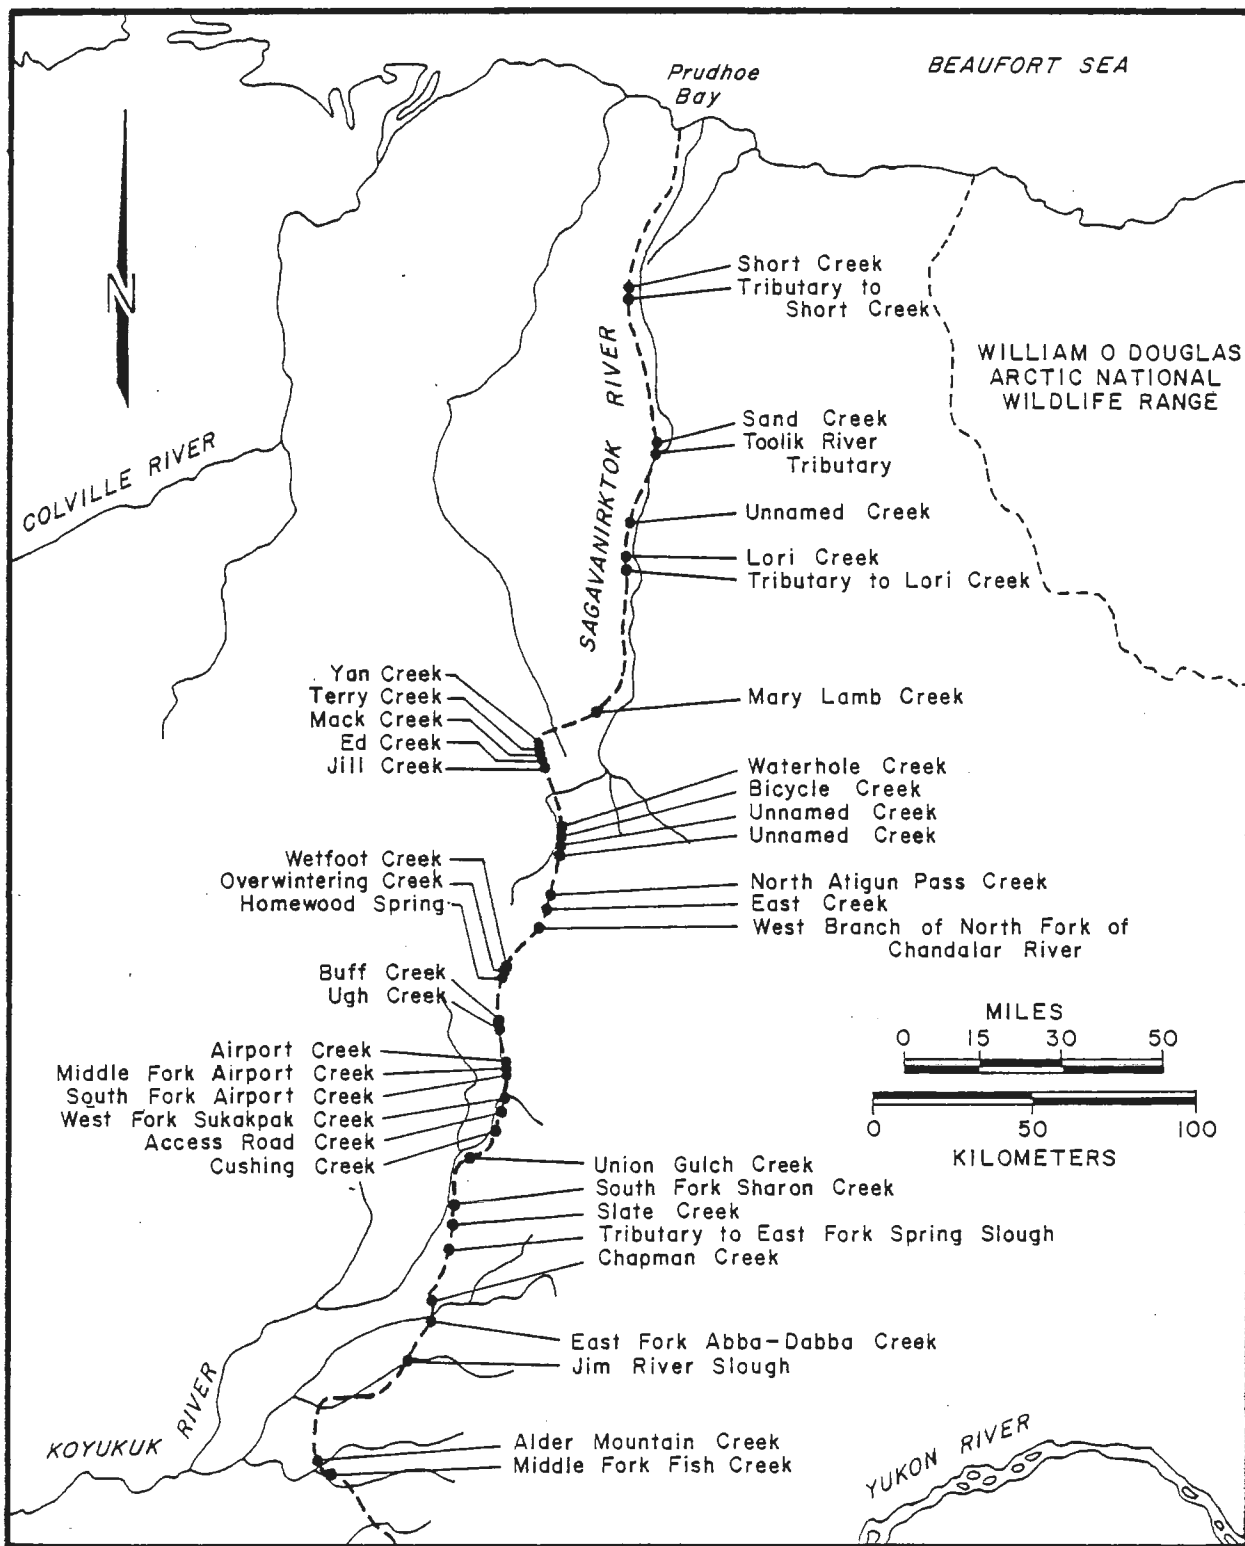 Prudhoe
Bay
BEAUFORT SEA
N
Short Creek
Tributary to
Short Creek
WILLIAM O DOUGLAS
ARCTIC NATIONAL
WILDLIFE RANGE
SAGAVANIRKTOK RIVER
Sand Creek
Toolik River
Tributary
COLVILLE RIVER
Unnamed Creek
Lori Creek
Tributary to Lori Creek
Yan Creek
Terry Creek
Mack Creek
Ed Creek
Jill Creek
Mary Lamb Creek
Waterhole Creek
Bicycle Creek
Unnamed Creek
Unnamed Creek
Wetfoot Creek
Overwintering Creek
Homewood Spring
North Atigun Pass Creek
East Creek
West Branch of North Fork of
Chandalar River
Buff Creek
Ugh Creek
MILES
0 15 30 50
0 50 100
KILOMETERS
Airport Creek
Middle Fork Airport Creek
South Fork Airport Creek
West Fork Sukakpak Creek
Access Road Creek
Cushing Creek
Union Gulch Creek
South Fork Sharon Creek
Slate Creek
Tributary to East Fork Spring Slough
Chapman Creek
East Fork Abba-Dabba Creek
Jim River Slough
KOYUKUK RIVER
Alder Mountain Creek
Middle Fork Fish Creek
YUKON RIVER